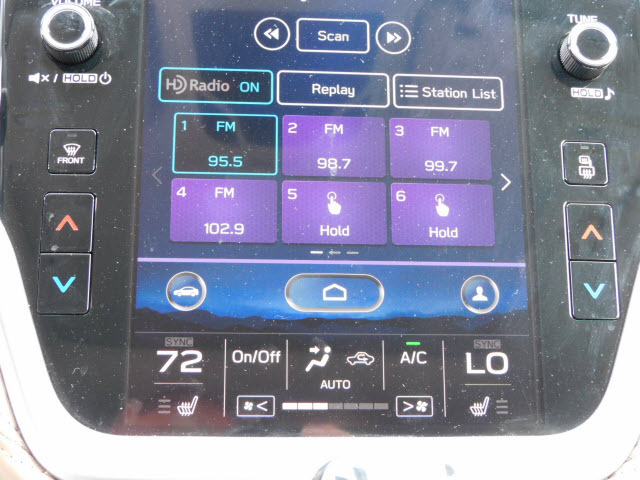 VOLUME
TUNE
Scan
/ HOLD
HOLD
HD Radio ON
Replay
Station List
1 FM
95.5
2 FM
98.7
3 FM
99.7
FRONT
4 FM
102.9
5
Hold
6
Hold
SYNC
72
On/Off
AUTO
A/C
SYNC
LO